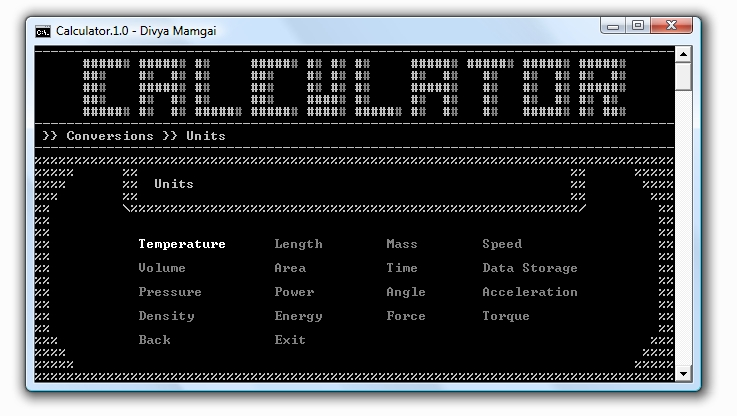 Calculator.1.0 - Divya Mamgai
CALCULATOR
>> Conversions >> Units
Units
Temperature Length Mass Speed
Volume Area Time Data Storage
Pressure Power Angle Acceleration
Density Energy Force Torque
Back Exit